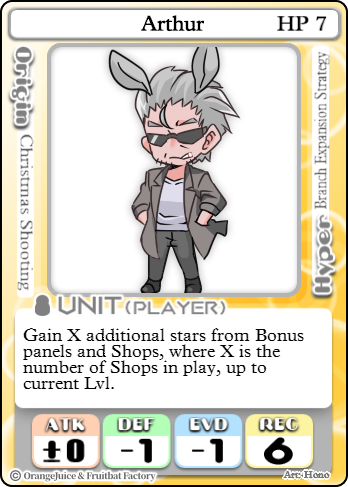 Arthur HP 7
Origin Christmas Shooting
Hyper Branch Expansion Strategy
UNIT (PLAYER)
Gain X additional stars from Bonus
panels and Shops, where X is the
number of Shops in play, up to
current Lvl.
ATK DEF EVD REC
±0 -1 -1 6
© OrangeJuice & Fruitbat Factory Art: Hono